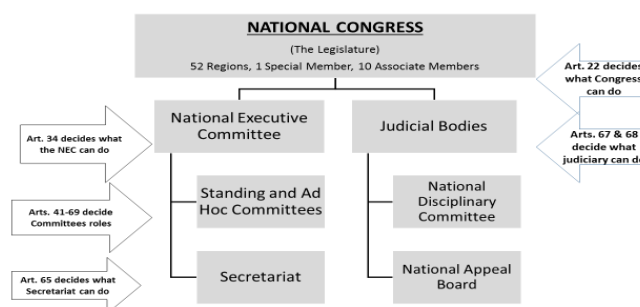 NATIONAL CONGRESS
(The Legislature)
52 Regions, 1 Special Member, 10 Associate Members
Art. 22 decides
what Congress
can do
National Executive
Committee
Judicial Bodies
Art. 34 decides what
the NEC can do
Arts. 67 & 68
decide what
judiciary can do
Standing and Ad
Hoc Committees
National
Disciplinary
Committee
Arts. 41-69 decide
Committees roles
Secretariat
National Appeal
Board
Art. 65 decides what
Secretariat can do